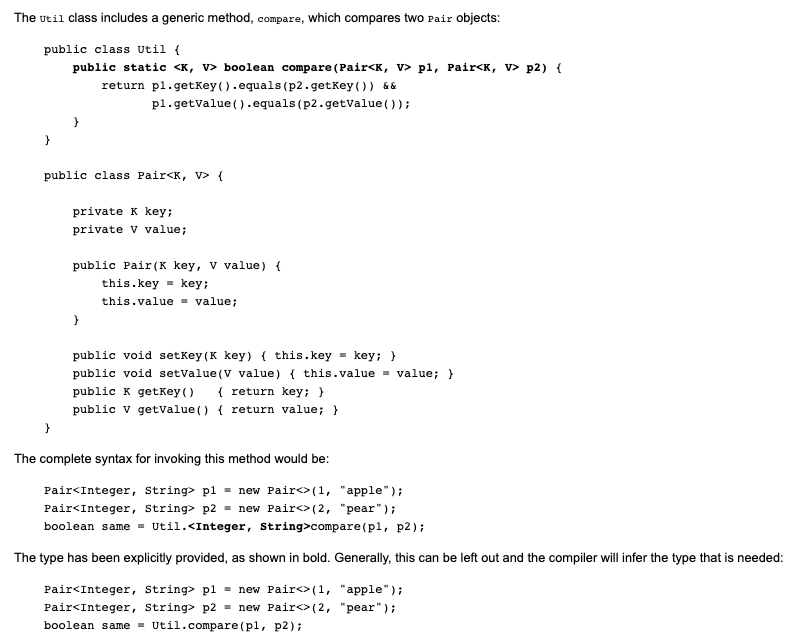 The Util class includes a generic method, compare, which compares two Pair objects:
public class Util {
    public static <K, V> boolean compare(Pair<K, V> p1, Pair<K, V> p2) {
        return p1.getKey().equals(p2.getKey()) &&
               p1.getValue().equals(p2.getValue());
    }
}
public class Pair<K, V> {
    private K key;
    private V value;
    public Pair(K key, V value) {
        this.key = key;
        this.value = value;
    }
    public void setKey(K key) { this.key = key; }
    public void setValue(V value) { this.value = value; }
    public K getKey()   { return key; }
    public V getValue() { return value; }
}
The complete syntax for invoking this method would be:
Pair<Integer, String> p1 = new Pair<>(1, "apple");
Pair<Integer, String> p2 = new Pair<>(2, "pear");
boolean same = Util.<Integer, String>compare(p1, p2);
The type has been explicitly provided, as shown in bold. Generally, this can be left out and the compiler will infer the type that is needed:
Pair<Integer, String> p1 = new Pair<>(1, "apple");
Pair<Integer, String> p2 = new Pair<>(2, "pear");
boolean same = Util.compare(p1, p2);